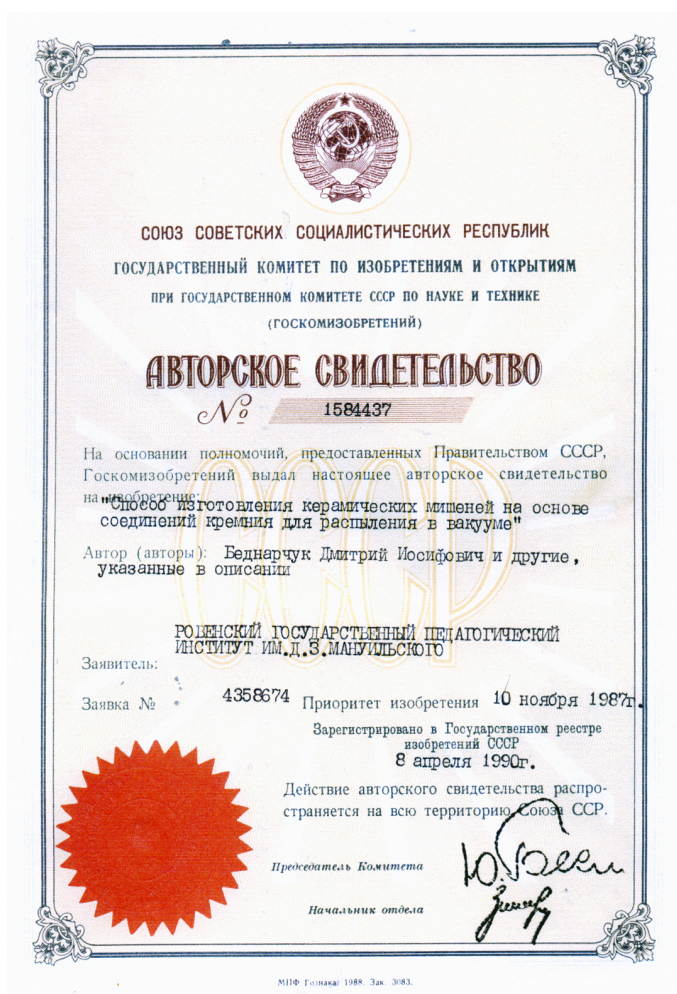 СОЮЗ СОВЕТСКИХ СОЦИАЛИСТИЧЕСКИХ РЕСПУБЛИК
ГОСУДАРСТВЕННЫЙ КОМИТЕТ ПО ИЗОБРЕТЕНИЯМ И ОТКРЫТИЯМ
ПРИ ГОСУДАРСТВЕННОМ КОМИТЕТЕ СССР ПО НАУКЕ И ТЕХНИКЕ
(ГОСКОМИЗОБРЕТЕНИЙ)
АВТОРСКОЕ СВИДЕТЕЛЬСТВО
№ 1584437
СССР
На основании полномочий, предоставленных Правительством СССР,
Госкомизобретений выдал настоящее авторское свидетельство
на изобретение:
"Способ изготовления керамических мишеней на основе
соединений кремния для распыления в вакууме"
Автор (авторы): Беднарчук Дмитрий Иосифович и другие,
указанные в описании
РОВЕНСКИЙ ГОСУДАРСТВЕННЫЙ ПЕДАГОГИЧЕСКИЙ
ИНСТИТУТ ИМ.Д.З.МАНУИЛЬСКОГО
Заявитель:
Заявка № 4358674 Приоритет изобретения 10 ноября 1987г.
Зарегистрировано в Государственном реестре
изобретений СССР
8 апреля 1990г.
Действие авторского свидетельства распро-
страняется на всю территорию Союза ССР.
Председатель Комитета
Начальник отдела
МПФ Гознака 1988. Зак. 3083.